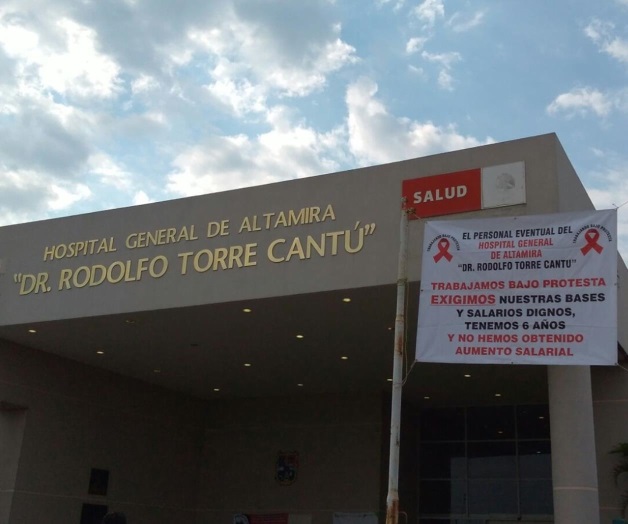 HOSPITAL GENERAL DE ALTAMIRA
"DR. RODOLFO TORRE CANTÚ"
SALUD
EL PERSONAL EVENTUAL DEL
HOSPITAL GENERAL
DE ALTAMIRA
"DR. RODOLFO TORRE CANTÚ"
TRABAJAMOS BAJO PROTESTA
EXIGIMOS NUESTRAS BASES
Y SALARIOS DIGNOS,
TENEMOS 6 AÑOS
Y NO HEMOS OBTENIDO
AUMENTO SALARIAL